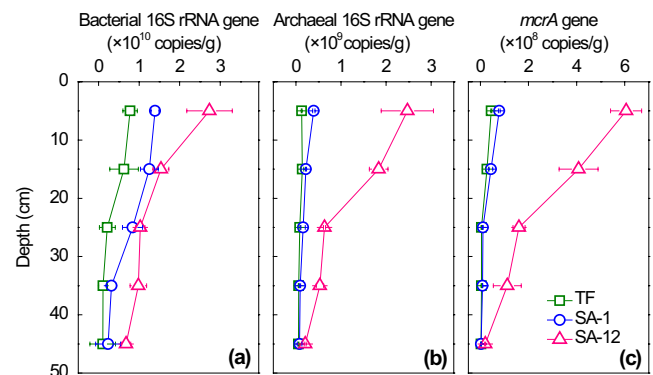 Bacterial 16S rRNA gene Archaeal 16S rRNA gene mcrA gene
(×10¹⁰ copies/g) (×10⁹ copies/g) (×10⁸ copies/g)
0 1 2 3 0 1 2 3 0 2 4 6
0
10
20
30
40
50
Depth (cm)
TF
SA-1
SA-12
(a) (b) (c)